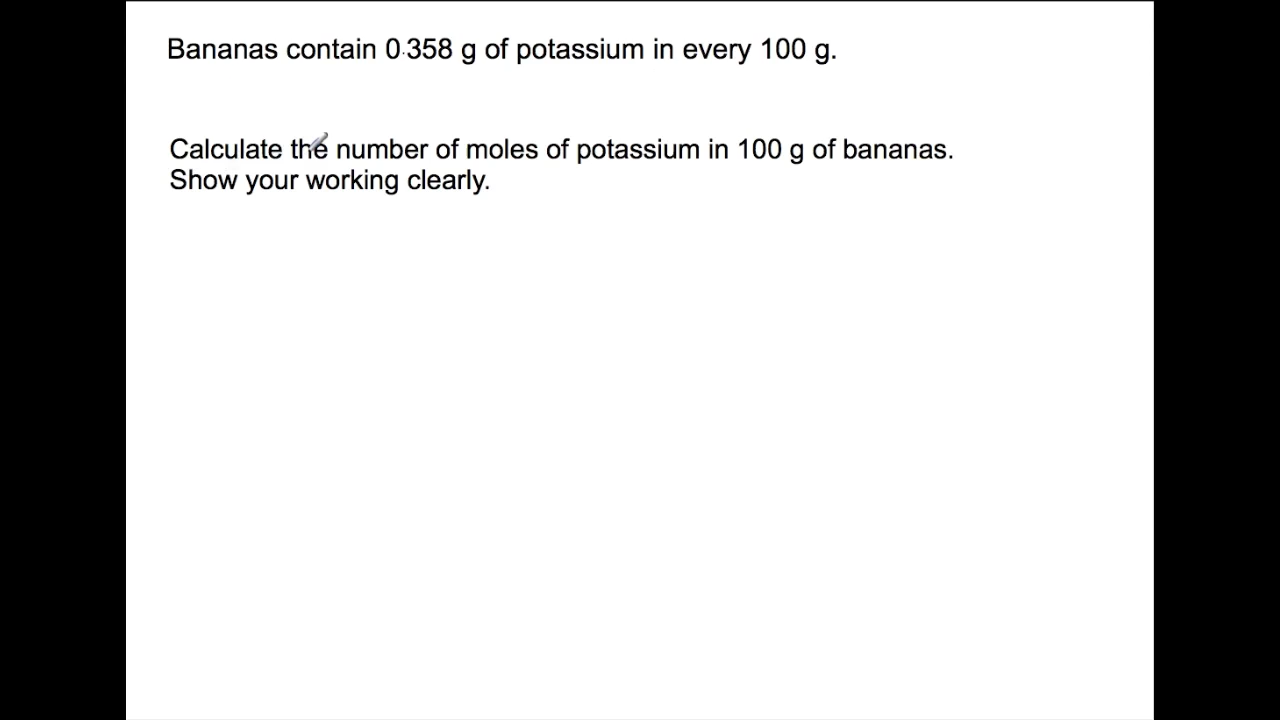 Bananas contain 0·358 g of potassium in every 100 g.
Calculate the number of moles of potassium in 100 g of bananas.
Show your working clearly.